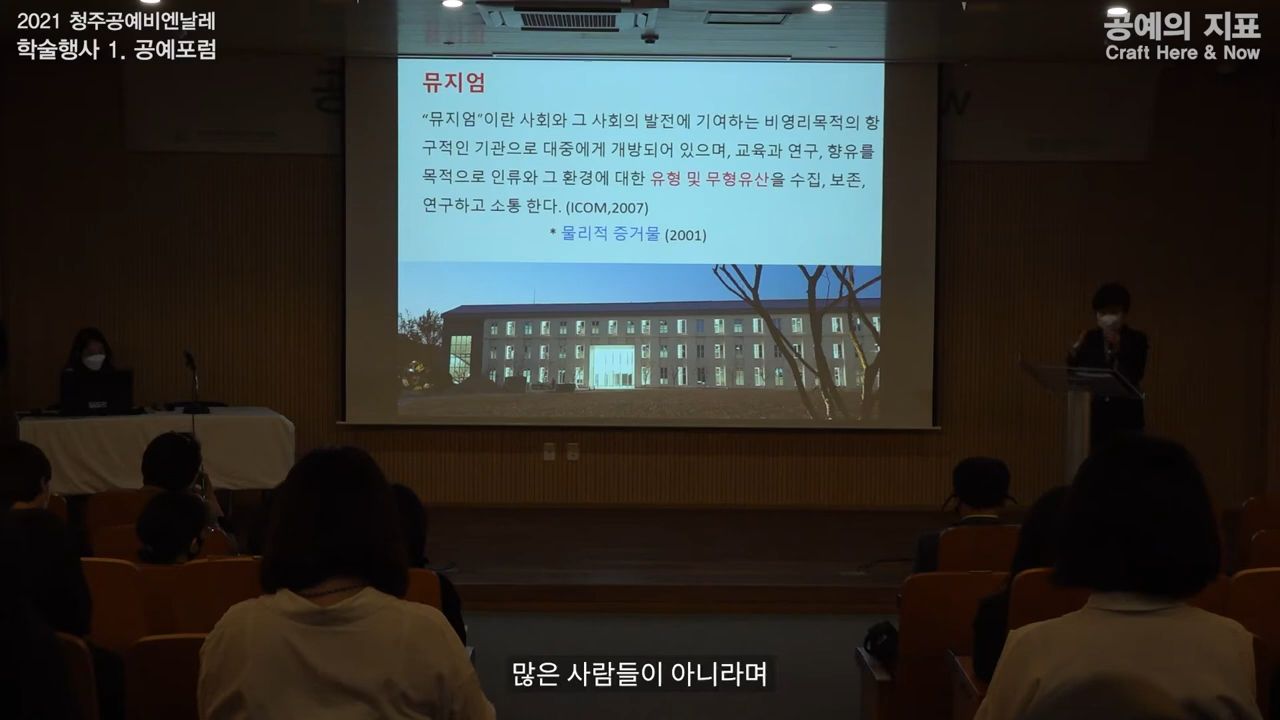 2021 청주공예비엔날레
학술행사 1. 공예포럼
공예의 지표
Craft Here & Now
뮤지엄
“뮤지엄”이란 사회와 그 사회의 발전에 기여하는 비영리목적의 항
구적인 기관으로 대중에게 개방되어 있으며, 교육과 연구, 향유를
목적으로 인류와 그 환경에 대한 유형 및 무형유산을 수집, 보존,
연구하고 소통 한다. (ICOM,2007)
* 물리적 증거물 (2001)
많은 사람들이 아니라며